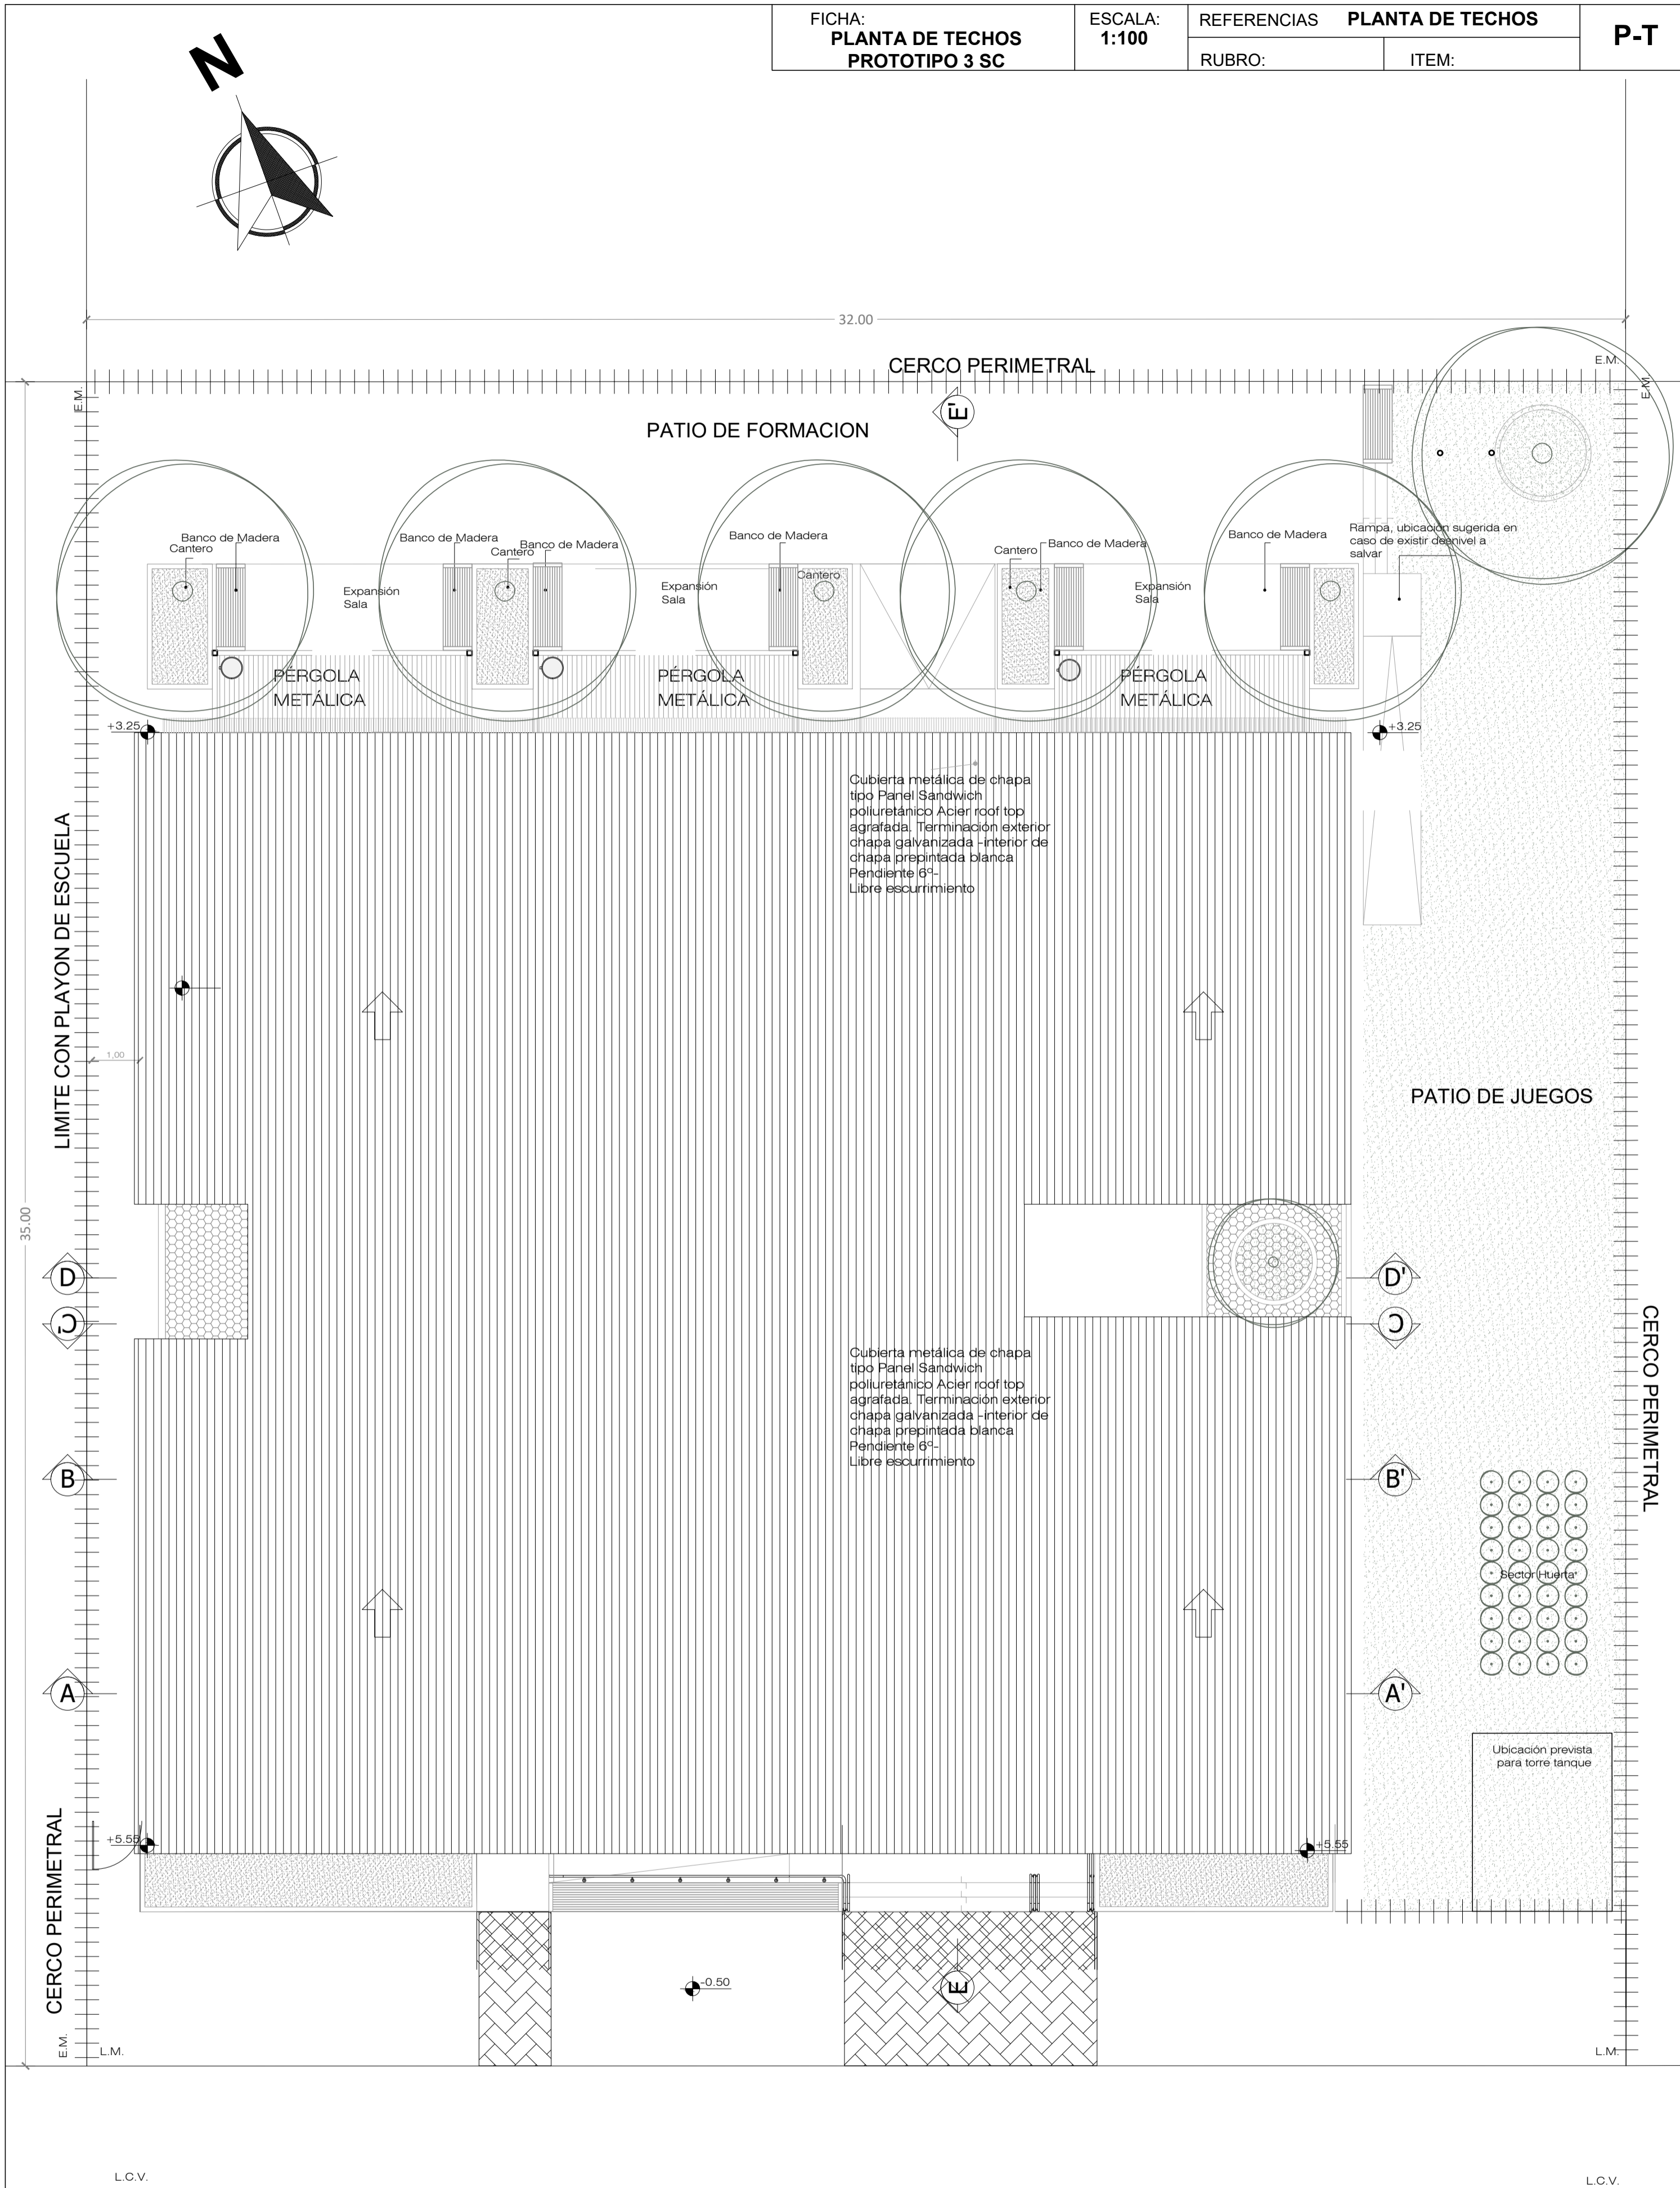 FICHA:
PLANTA DE TECHOS
PROTOTIPO 3 SC
ESCALA:
1:100
REFERENCIAS PLANTA DE TECHOS
RUBRO:
ITEM:
P-T
N
32.00
CERCO PERIMETRAL
E.M.
E.M.
E.M.
E'
PATIO DE FORMACION
Banco de Madera
Cantero
Banco de Madera
Cantero
Banco de Madera
Banco de Madera
Cantero
Cantero
Banco de Madera
Banco de Madera
Rampa, ubicación sugerida en
caso de existir desnivel a
salvar
Expansión
Sala
Expansión
Sala
Expansión
Sala
PÉRGOLA
METÁLICA
PÉRGOLA
METÁLICA
PÉRGOLA
METÁLICA
+3.25
+3.25
Cubierta metálica de chapa
tipo Panel Sandwich
poliuretánico Acier roof top
agrafada. Terminación exterior
chapa galvanizada -interior de
chapa prepintada blanca
Pendiente 6º-
Libre escurrimiento
LIMITE CON PLAYON DE ESCUELA
1,00
PATIO DE JUEGOS
35.00
D
D'
C'
C
CERCO PERIMETRAL
Cubierta metálica de chapa
tipo Panel Sandwich
poliuretánico Acier roof top
agrafada. Terminación exterior
chapa galvanizada -interior de
chapa prepintada blanca
Pendiente 6º-
Libre escurrimiento
B
B'
Sector Huerta
A
A'
Ubicación prevista
para torre tanque
+5.55
+5.55
CERCO PERIMETRAL
-0.50
E
E.M.
L.M.
L.M.
L.C.V.
L.C.V.